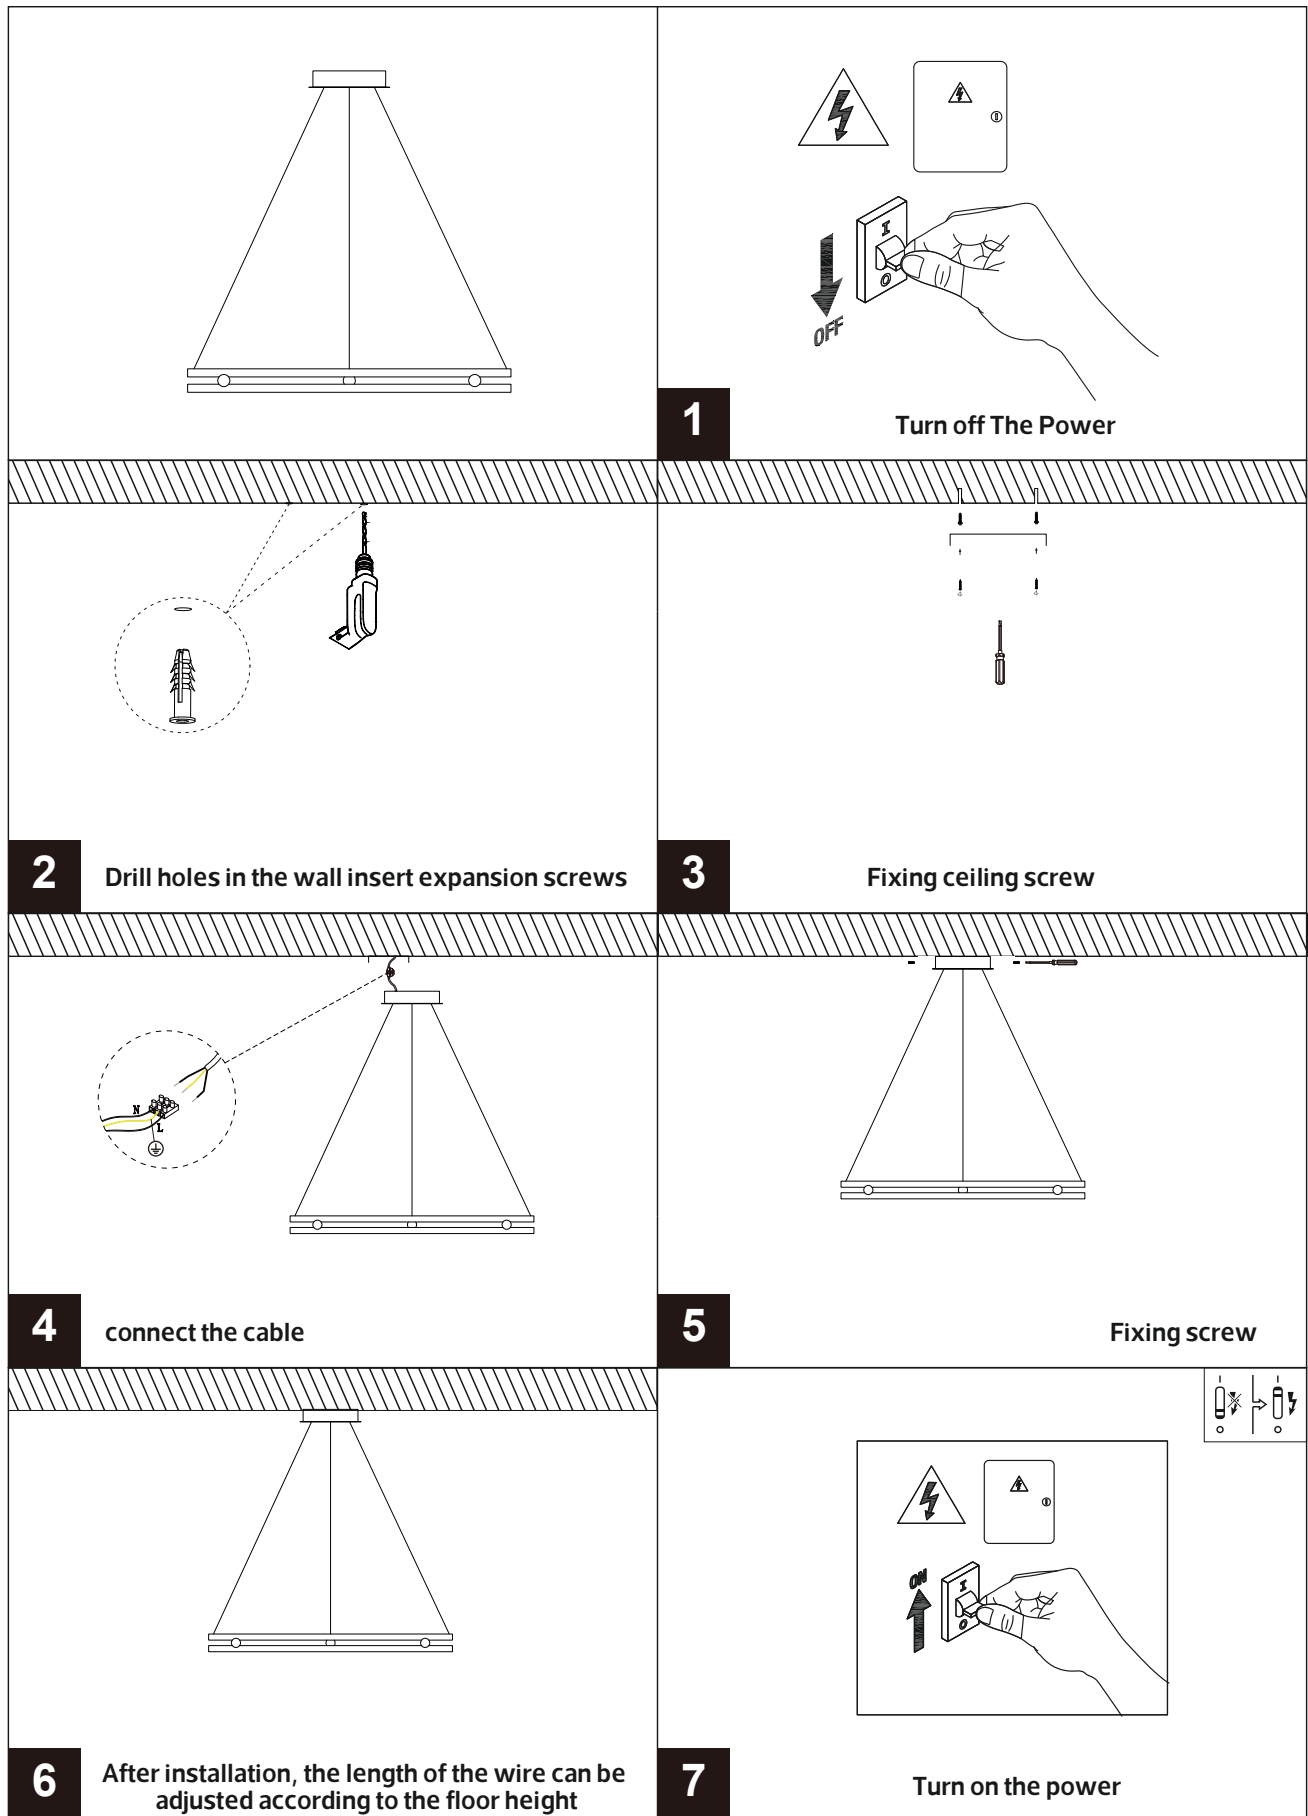 I
O
OFF
1
Turn off The Power
2
Drill holes in the wall insert expansion screws
3
Fixing ceiling screw
N
L
4
connect the cable
5
Fixing screw
6
After installation, the length of the wire can be
adjusted according to the floor height
ON
I
O
7
Turn on the power